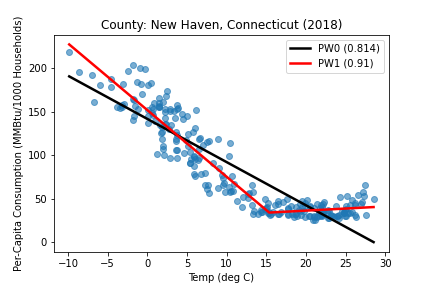 County: New Haven, Connecticut (2018)
Per-Capita Consumption (MMBtu/1000 Households)
200
150
100
50
0
PW0 (0.814)
PW1 (0.91)
−10 −5 0 5 10 15 20 25 30
Temp (deg C)